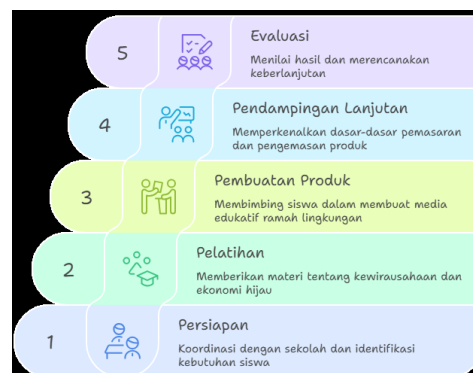 5
Evaluasi
Menilai hasil dan merencanakan
keberlanjutan
4
Pendampingan Lanjutan
Memperkenalkan dasar-dasar pemasaran
dan pengemasan produk
3
Pembuatan Produk
Membimbing siswa dalam membuat media
edukatif ramah lingkungan
2
Pelatihan
Memberikan materi tentang kewirausahaan dan
ekonomi hijau
1
Persiapan
Koordinasi dengan sekolah dan identifikasi
kebutuhan siswa